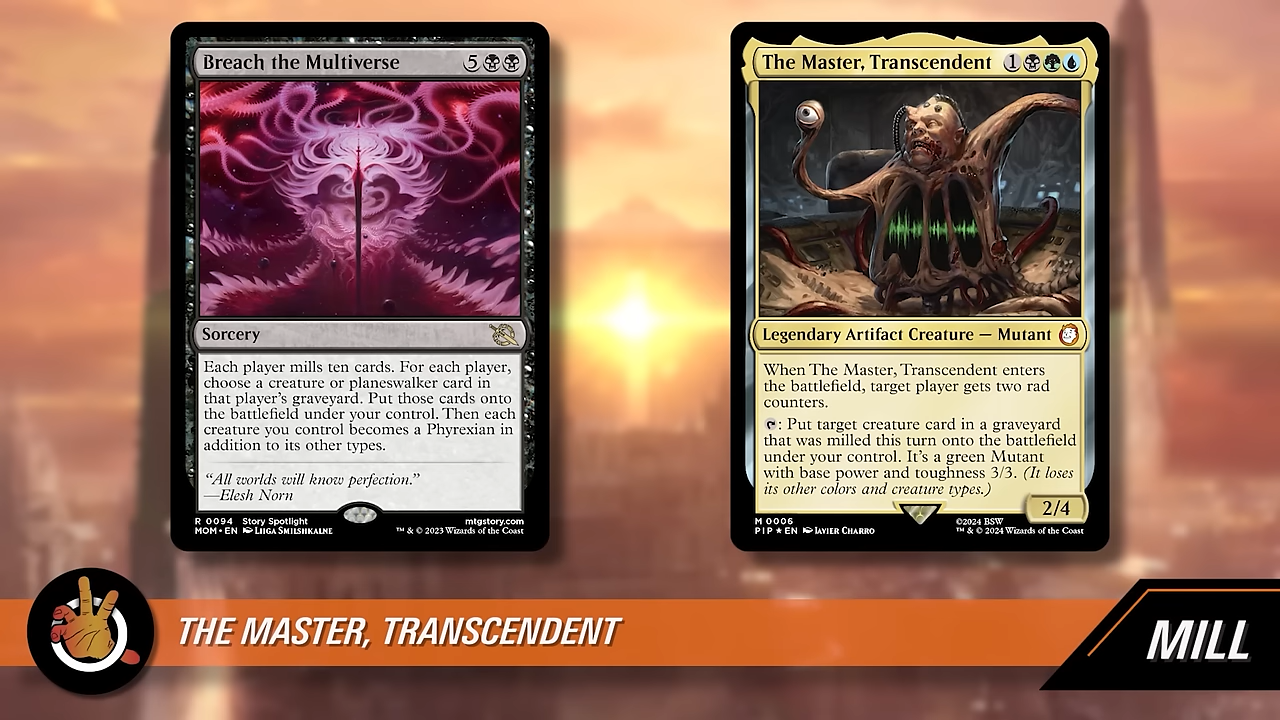 Breach the Multiverse 5
Sorcery
Each player mills ten cards. For each player,
choose a creature or planeswalker card in
that player's graveyard. Put those cards onto
the battlefield under your control. Then each
creature you control becomes a Phyrexian in
addition to its other types.
"All worlds will know perfection."
—Elesh Norn
R 0094 Story Spotlight mtgstory.com
MOM • EN Liiga Smilshkalne ™ & © 2023 Wizards of the Coast
The Master, Transcendent 1
Legendary Artifact Creature — Mutant
When The Master, Transcendent enters
the battlefield, target player gets two rad
counters.
: Put target creature card in a graveyard
that was milled this turn onto the battlefield
under your control. It's a green Mutant
with base power and toughness 3/3. (It loses
its other colors and creature types.)
2/4
M 0006 ©2024 BSW
PIP ★ EN Javier Charro ™ & © 2024 Wizards of the Coast
THE MASTER, TRANSCENDENT
MILL